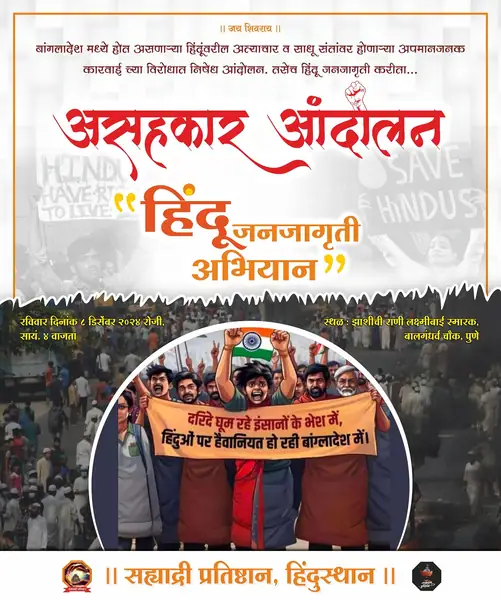 || जय शिवराय ||
बांगलादेश मध्ये होत असणाऱ्या हिंदूंवरील अत्याचार व साधू संतांवर होणाऱ्या अपमानजनक
कारवाई च्या विरोधात निषेध आंदोलन. तसेच हिंदू जनजागृती करीता...
असहकार आंदोलन
HINDU
HAVE RT
TO LIVE
SAVE
HINDUS
“हिंदू जनजागृती
अभियान”
रविवार दिनांक ८ डिसेंबर २०२४ रोजी.
सायं. ४ वाजता
स्थळ : झाशीची राणी लक्ष्मीबाई स्मारक,
बालगंधर्व.चौक, पुणे
दरिंदे घूम रहे इंसानों के भेश में,
हिंदुओं पर हैवानियत हो रही बांग्लादेश में।
|| सह्याद्री प्रतिष्ठान, हिंदुस्थान ||